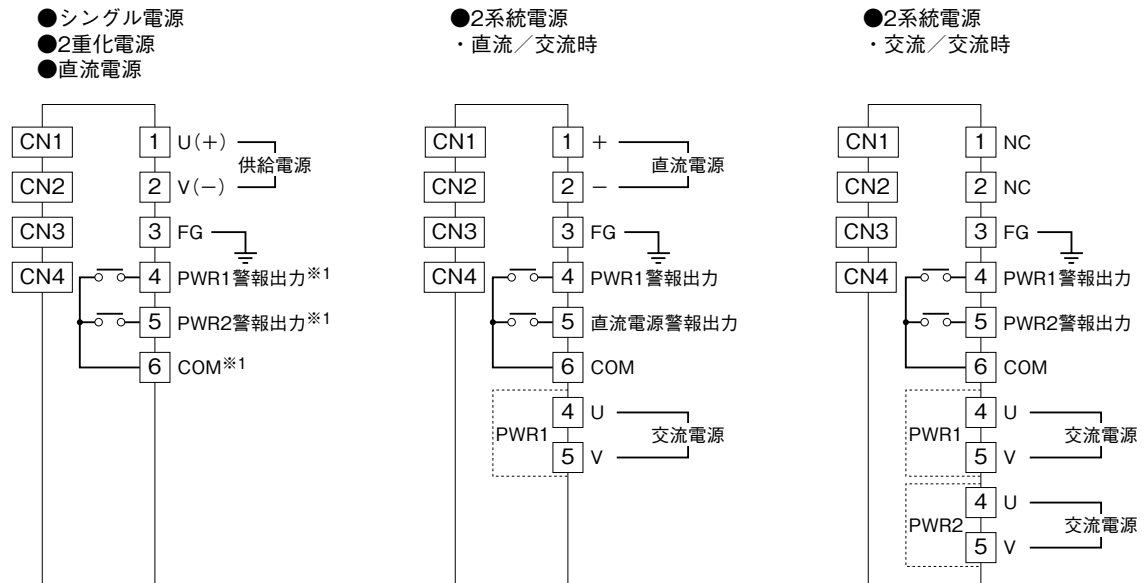 ●シングル電源
●2重化電源
●直流電源
CN1
1 U(+)
供給電源
CN2
2 V(−)
CN3
3 FG
CN4
4 PWR1警報出力※1
5 PWR2警報出力※1
6 COM※1
●2系統電源
・直流／交流時
CN1
1 +
直流電源
CN2
2 −
CN3
3 FG
CN4
4 PWR1警報出力
5 直流電源警報出力
6 COM
PWR1
4 U
交流電源
5 V
●2系統電源
・交流／交流時
CN1
1 NC
CN2
2 NC
CN3
3 FG
CN4
4 PWR1警報出力
5 PWR2警報出力
6 COM
PWR1
4 U
交流電源
5 V
PWR2
4 U
交流電源
5 V